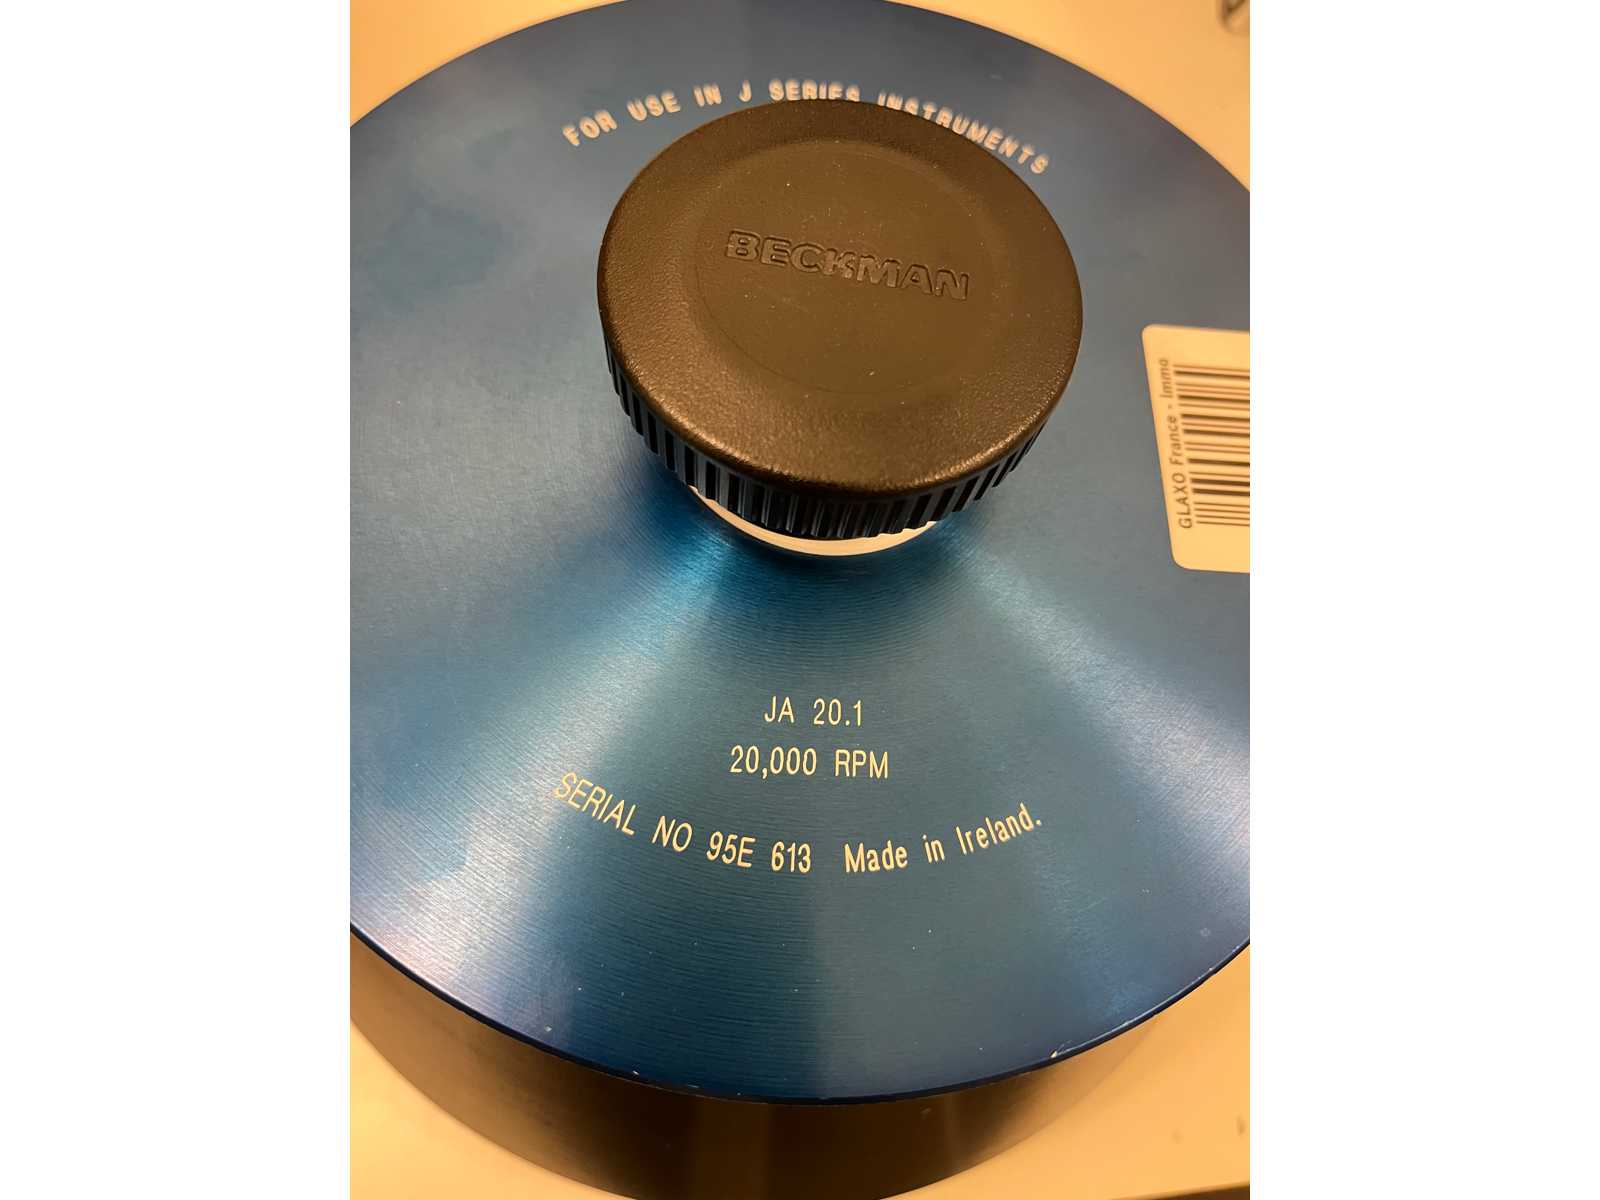 FOR USE IN J SERIES INSTRUMENTS
BECKMAN
GLAXO France - Immo
JA 20.1
20,000 RPM
SERIAL NO 95E 613 Made in Ireland.